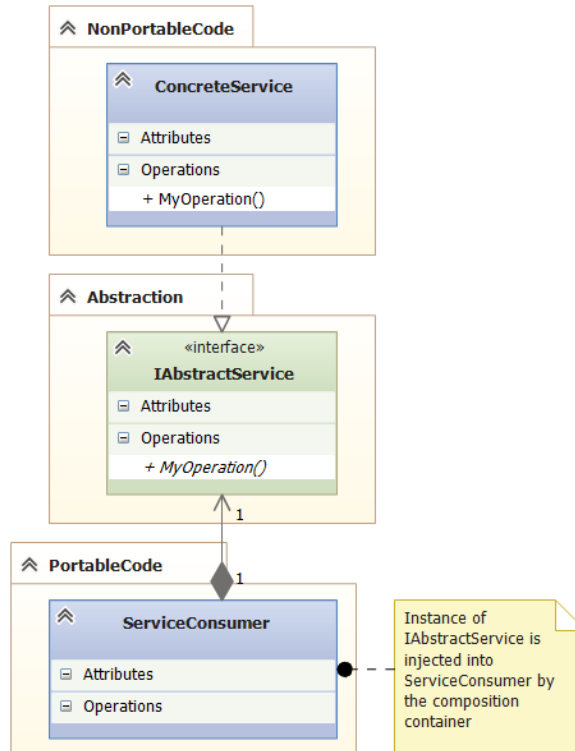 NonPortableCode
ConcreteService
Attributes
Operations
+ MyOperation()
Abstraction
«interface»
IAbstractService
Attributes
Operations
+ MyOperation()
1
1
PortableCode
ServiceConsumer
Attributes
Operations
Instance of
IAbstractService is
injected into
ServiceConsumer by
the composition
container